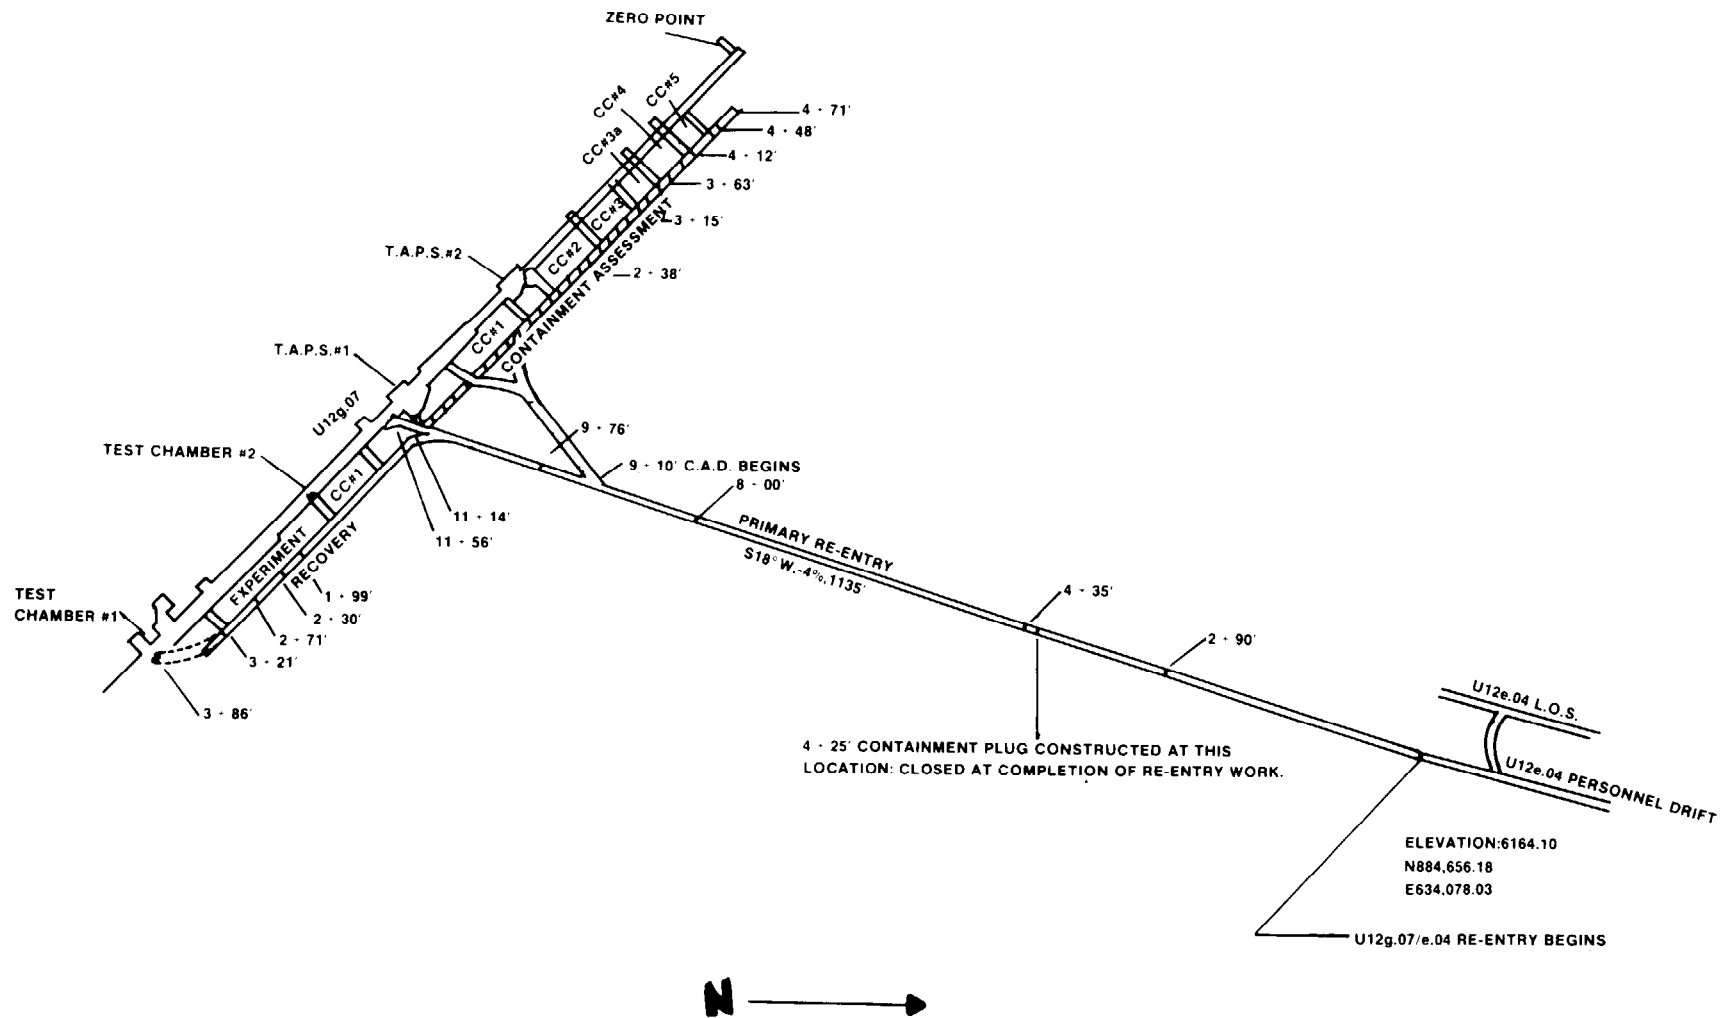 ZERO POINT
CC#5
CC#4
CC#3a
4 + 71'
4 + 48'
4 + 12'
3 + 63'
3 + 15'
CC#3
CC#2
T.A.P.S.#2
2 + 38'
CONTAINMENT ASSESSMENT
CC#1
T.A.P.S.#1
U12g.07
TEST CHAMBER #2
9 + 76'
9 + 10' C.A.D. BEGINS
8 - 00'
CC#1
11 + 14'
11 + 56'
PRIMARY RE-ENTRY
S18° W,-4%,1135'
EXPERIMENT
RECOVERY
TEST
CHAMBER #1
1 + 99'
2 + 30'
2 + 71'
3 + 21'
3 + 86'
4 + 35'
2 + 90'
U12e.04 L.O.S.
4 + 25' CONTAINMENT PLUG CONSTRUCTED AT THIS
LOCATION: CLOSED AT COMPLETION OF RE-ENTRY WORK.
U12e.04 PERSONNEL DRIFT
ELEVATION:6164.10
N884,656.18
E634,078.03
U12g.07/e.04 RE-ENTRY BEGINS
N